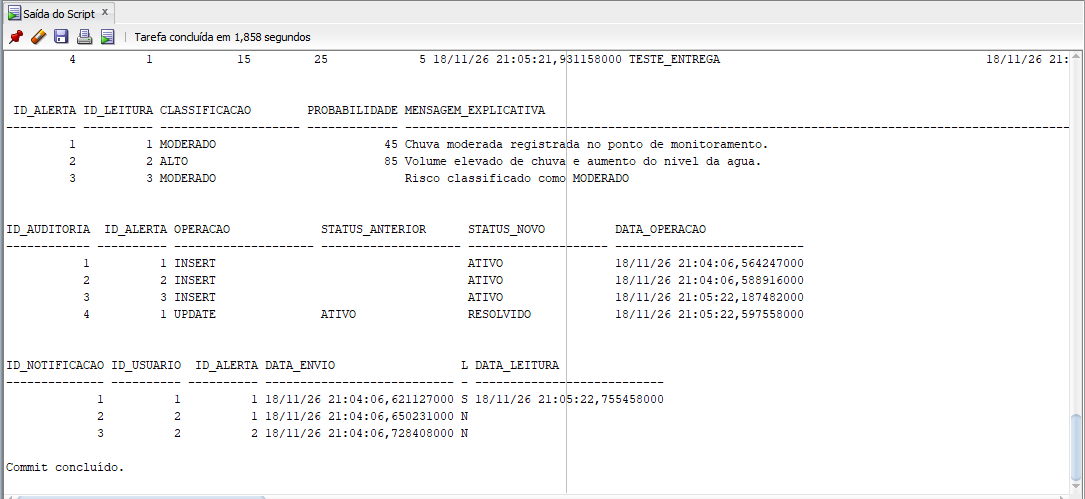 Saída do Script x
Tarefa concluída em 1,858 segundos
4 1 15 25 5 18/11/26 21:05:21,931158000 TESTE_ENTREGA 18/11/26 21:
ID_ALERTA ID_LEITURA CLASSIFICACAO PROBABILIDADE MENSAGEM_EXPLICATIVA
1 1 MODERADO 45 Chuva moderada registrada no ponto de monitoramento.
2 2 ALTO 85 Volume elevado de chuva e aumento do nivel da agua.
3 3 MODERADO Risco classificado como MODERADO
ID_AUDITORIA ID_ALERTA OPERACAO STATUS_ANTERIOR STATUS_NOVO DATA_OPERACAO
1 1 INSERT ATIVO 18/11/26 21:04:06,564247000
2 2 INSERT ATIVO 18/11/26 21:04:06,588916000
3 3 INSERT ATIVO 18/11/26 21:05:22,187482000
4 1 UPDATE ATIVO RESOLVIDO 18/11/26 21:05:22,597558000
ID_NOTIFICACAO ID_USUARIO ID_ALERTA DATA_ENVIO L DATA_LEITURA
1 1 1 18/11/26 21:04:06,621127000 S 18/11/26 21:05:22,755458000
2 2 1 18/11/26 21:04:06,650231000 N
3 2 2 18/11/26 21:04:06,728408000 N
Commit concluído.